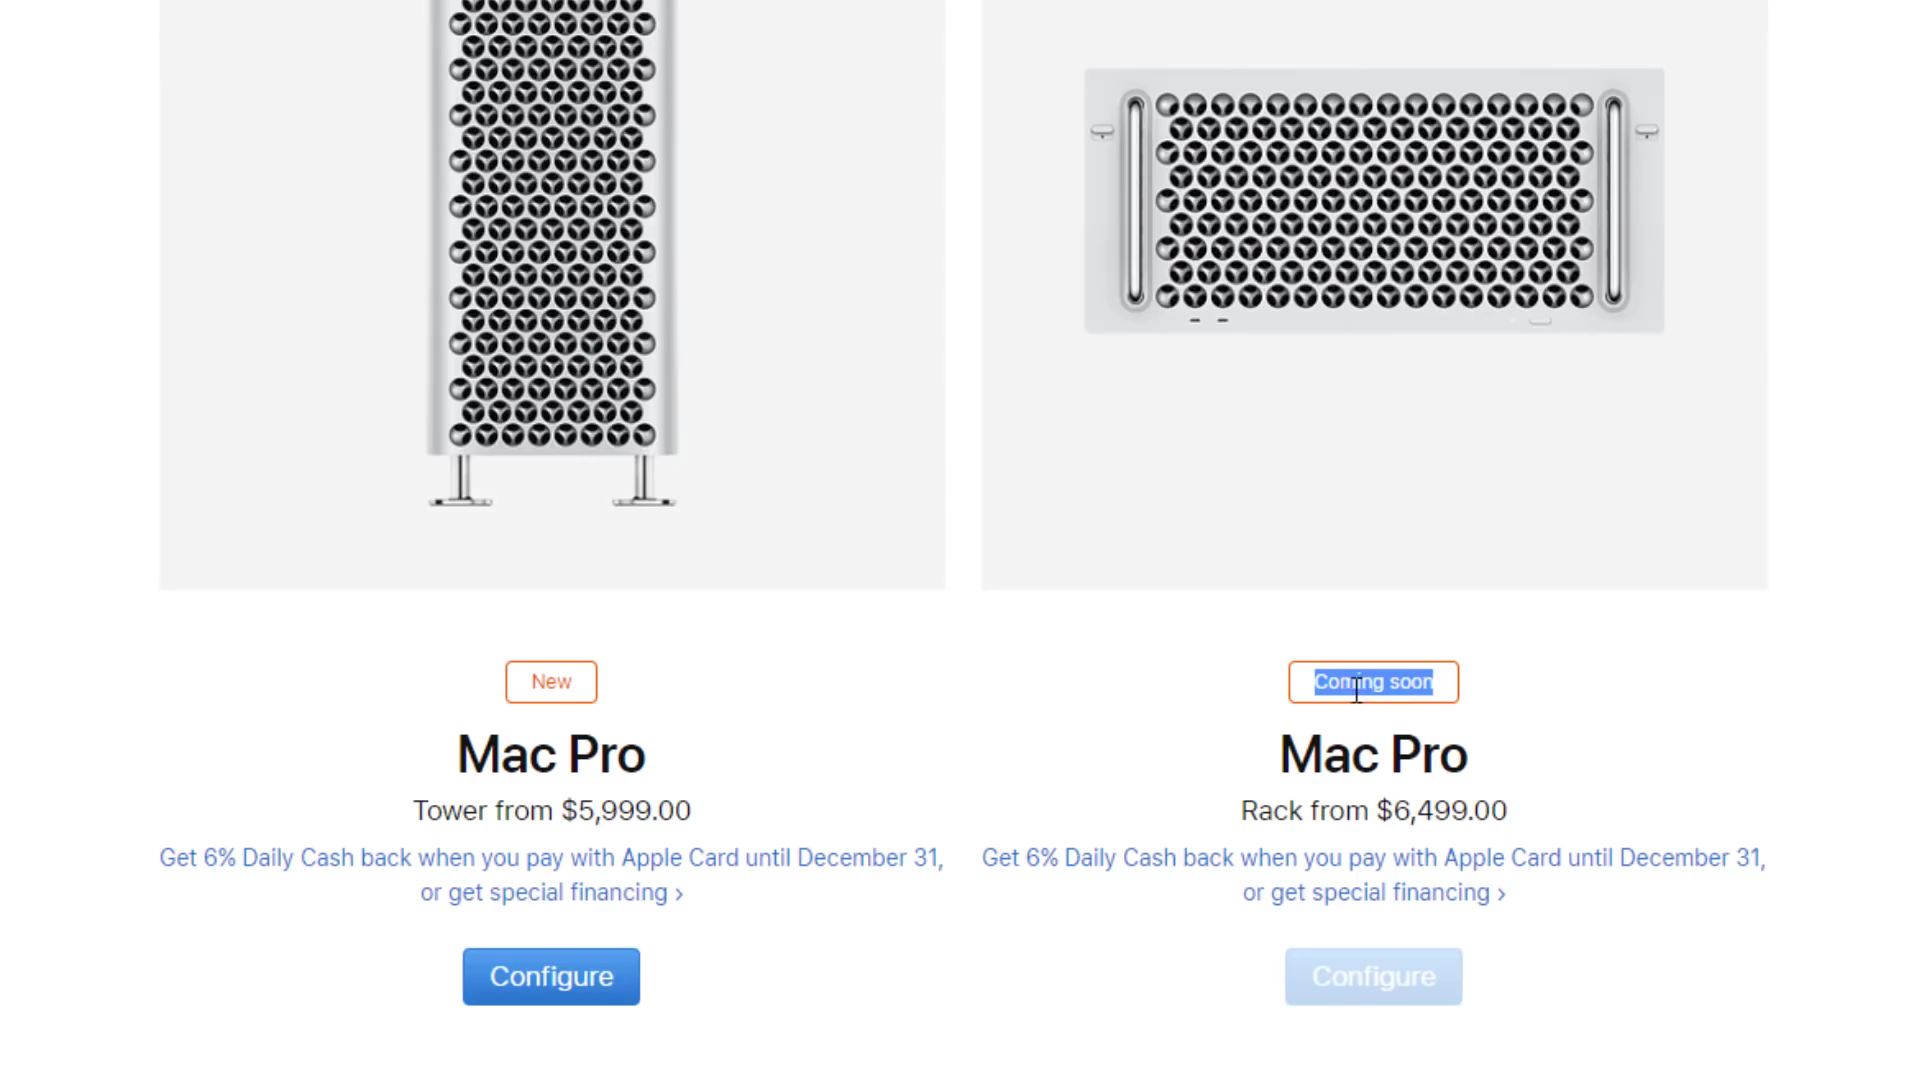 New
Mac Pro
Tower from $5,999.00
Get 6% Daily Cash back when you pay with Apple Card until December 31,
or get special financing ›
Configure
Coming soon
Mac Pro
Rack from $6,499.00
Get 6% Daily Cash back when you pay with Apple Card until December 31,
or get special financing ›
Configure